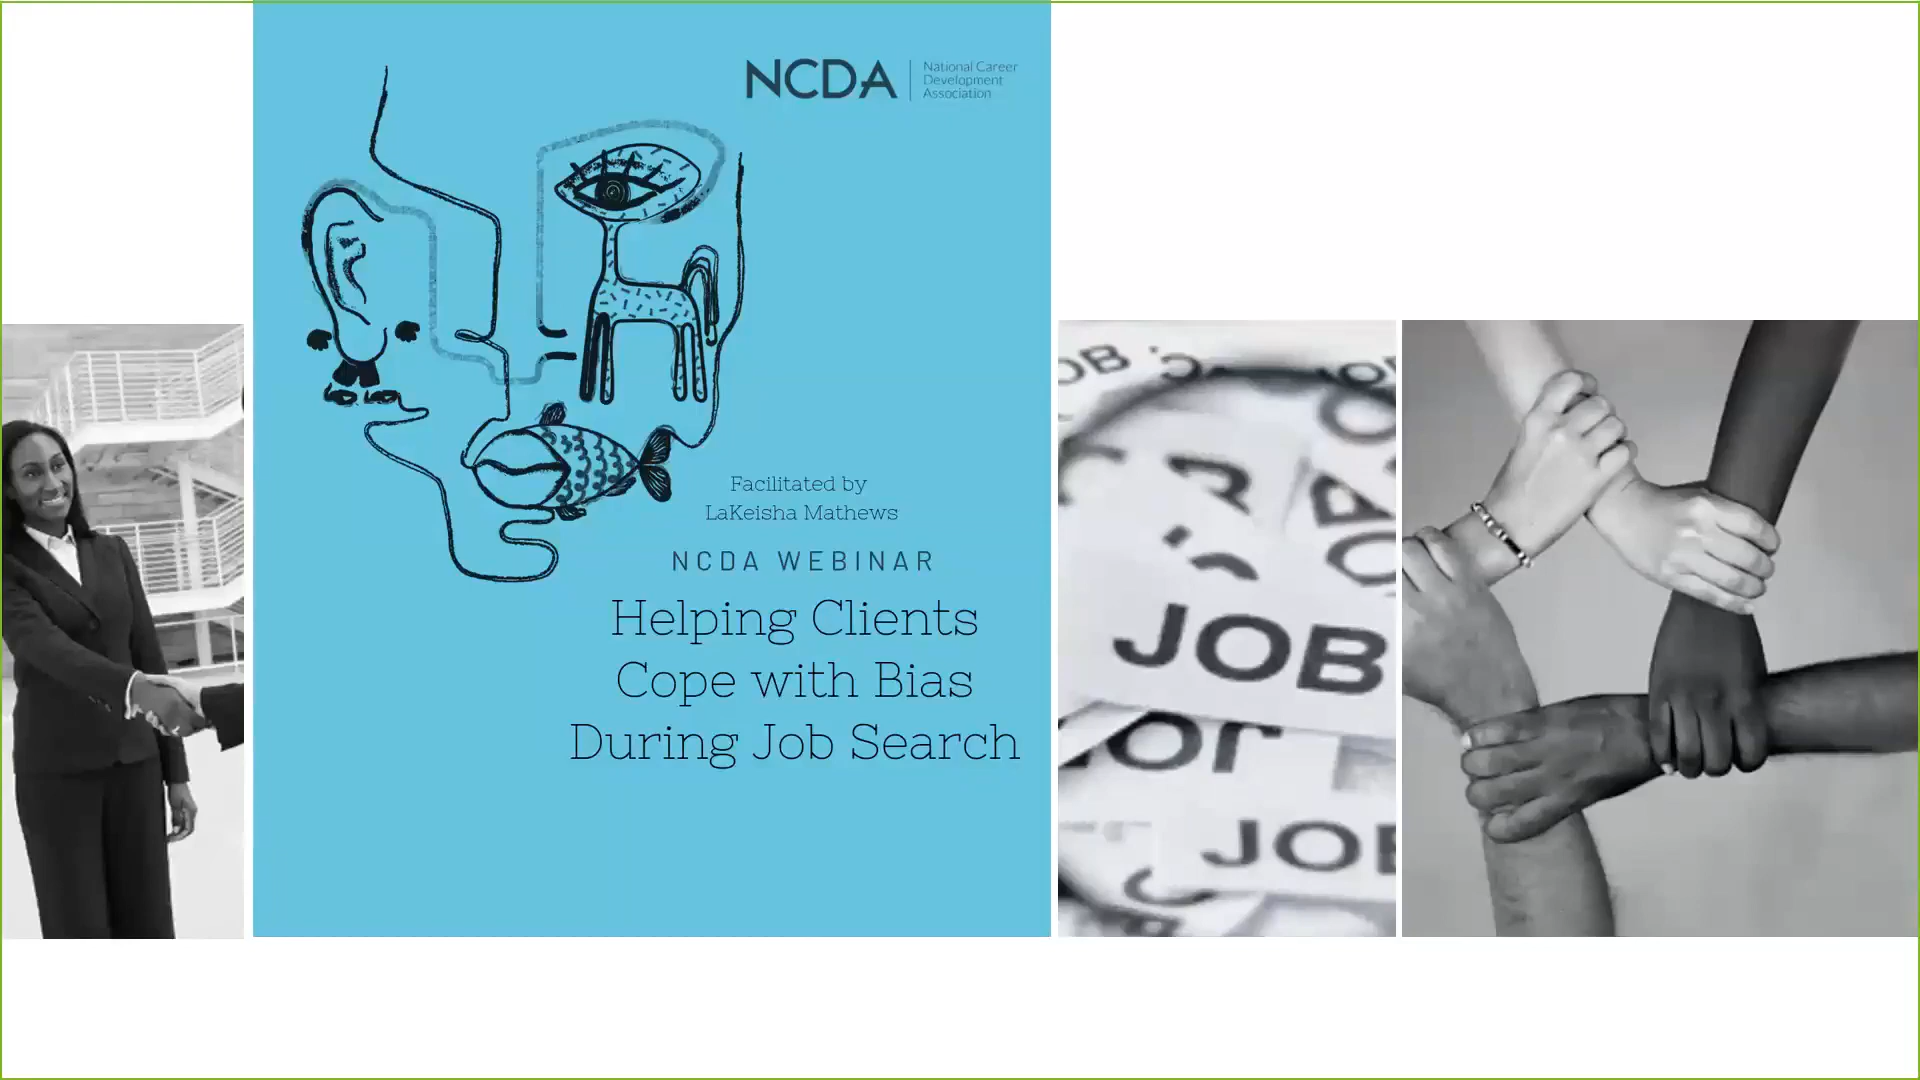 NCDA
National Career
Development
Association
Facilitated by
LaKeisha Mathews
NCDA WEBINAR
Helping Clients
Cope with Bias
During Job Search
JOB
JOB